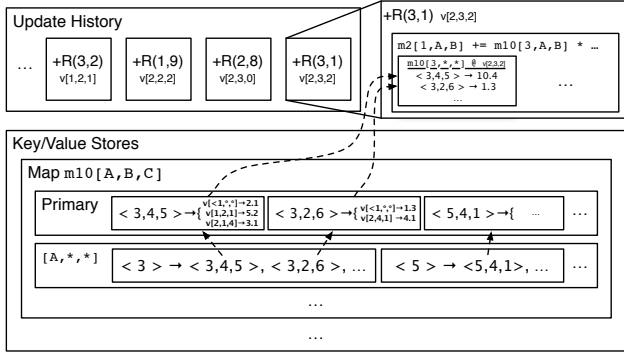 Update History
… +R(3,2) +R(1,9) +R(2,8) +R(3,1)
v[1,2,1] v[2,2,2] v[2,3,0] v[2,3,2]
+R(3,1) v[2,3,2]
m2[1,A,B] += m10[3,A,B] * …
m10[3,*,*] @ v[2,3,2]
< 3,4,5 > → 10.4
< 3,2,6 > → 1.3
…
…
Key/Value Stores
Map m10[A,B,C]
Primary
< 3,4,5 > →{
v[<1,*,*]→2.1
v[1,2,1]→5.2
v[2,1,4]→3.1
< 3,2,6 > →{
v[<1,*,*]→1.3
v[2,4,1]→4.1
< 5,4,1 > →{ …
…
[A,*,*]
< 3 > → < 3,4,5 >, < 3,2,6 >, …
< 5 > → <5,4,1>, …
…
…
…